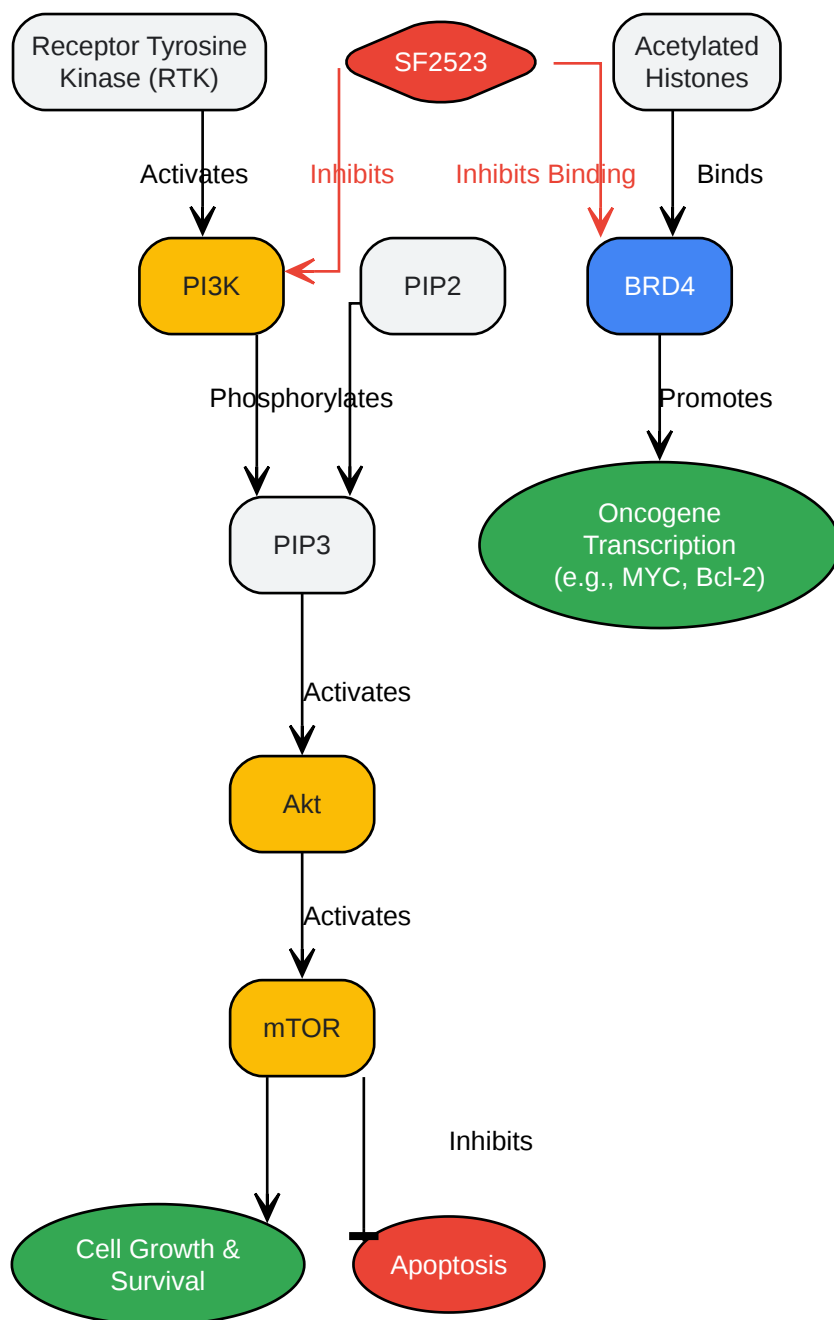 Receptor Tyrosine
Kinase (RTK)
SF2523
Acetylated
Histones
Activates
Inhibits
Inhibits Binding
Binds
PI3K
PIP2
BRD4
Phosphorylates
Promotes
PIP3
Oncogene
Transcription
(e.g., MYC, Bcl-2)
Activates
Akt
Activates
mTOR
Inhibits
Cell Growth &
Survival
Apoptosis